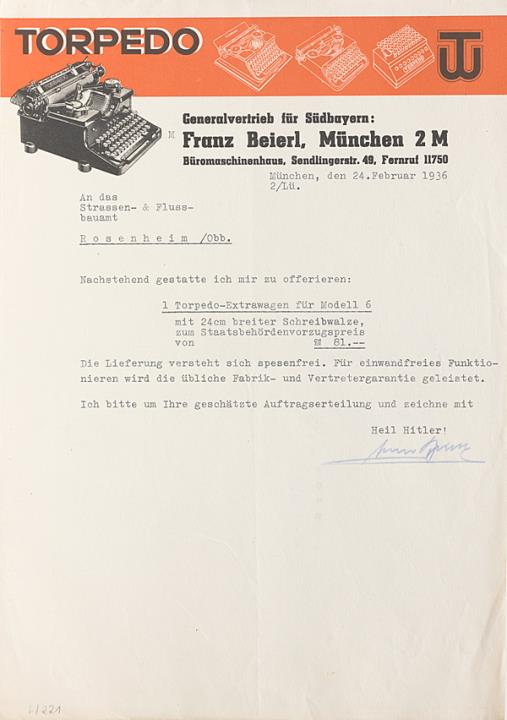 TORPEDO
TW
Generalvertrieb für Südbayern:
Franz Beierl, München 2 M
Büromaschinenhaus, Sendlingerstr. 49, Fernruf 11750
München, den 24.Februar 1936
2/Lü.
An das
Strassen- & Fluss-
bauamt
Rosenheim /Obb.
Nachstehend gestatte ich mir zu offerieren:
1 Torpedo-Extrawagen für Modell 6
mit 24cm breiter Schreibwalze,
zum Staatsbehördenvorzugspreis
von ℛℳ 81.--
Die Lieferung versteht sich spesenfrei. Für einwandfreies Funktio-
nieren wird die übliche Fabrik- und Vertretergarantie geleistet.
Ich bitte um Ihre geschätzte Auftragserteilung und zeichne mit
Heil Hitler!